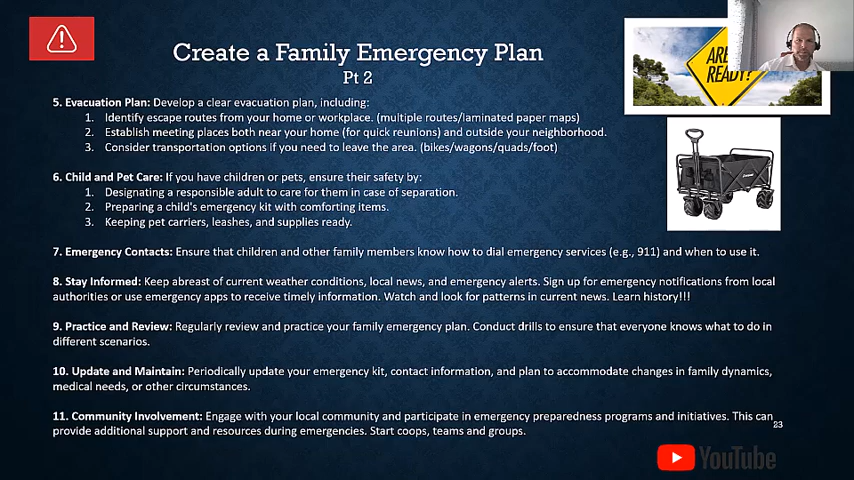 Create a Family Emergency Plan
Pt 2
ARE
READY?
5. Evacuation Plan: Develop a clear evacuation plan, including:
1. Identify escape routes from your home or workplace. (multiple routes/laminated paper maps)
2. Establish meeting places both near your home (for quick reunions) and outside your neighborhood.
3. Consider transportation options if you need to leave the area. (bikes/wagons/quads/foot)
6. Child and Pet Care: If you have children or pets, ensure their safety by:
1. Designating a responsible adult to care for them in case of separation.
2. Preparing a child's emergency kit with comforting items.
3. Keeping pet carriers, leashes, and supplies ready.
7. Emergency Contacts: Ensure that children and other family members know how to dial emergency services (e.g., 911) and when to use it.
8. Stay Informed: Keep abreast of current weather conditions, local news, and emergency alerts. Sign up for emergency notifications from local
authorities or use emergency apps to receive timely information. Watch and look for patterns in current news. Learn history!!!
9. Practice and Review: Regularly review and practice your family emergency plan. Conduct drills to ensure that everyone knows what to do in
different scenarios.
10. Update and Maintain: Periodically update your emergency kit, contact information, and plan to accommodate changes in family dynamics,
medical needs, or other circumstances.
11. Community Involvement: Engage with your local community and participate in emergency preparedness programs and initiatives. This can
provide additional support and resources during emergencies. Start coops, teams and groups.
23
YouTube